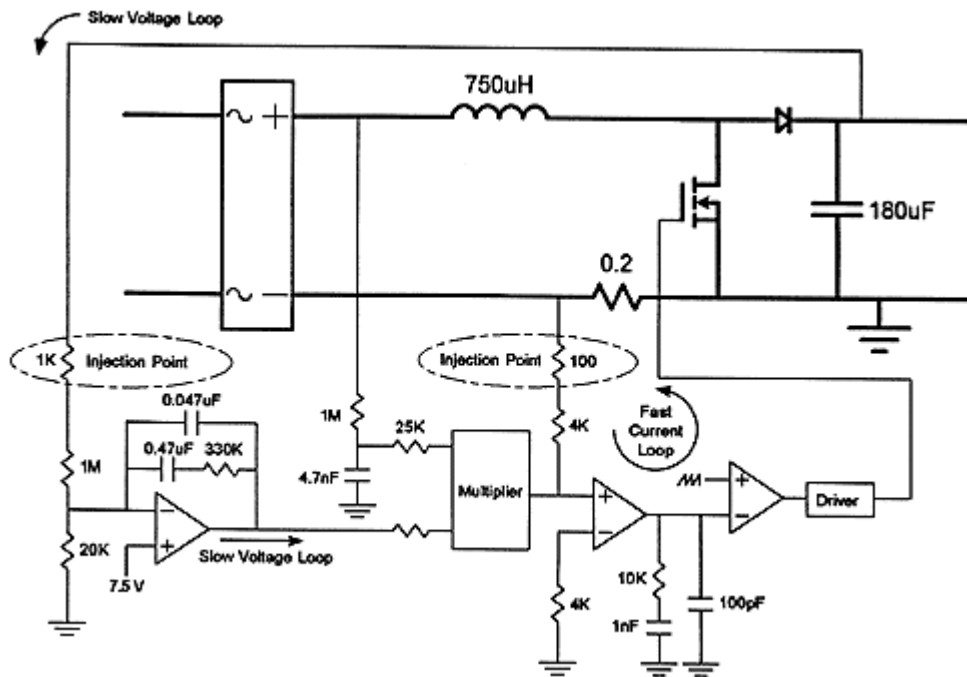 Slow Voltage Loop
750uH
~ +
180uF
0.2
~ −
1K
Injection Point
Injection Point
100
0.047uF
0.47uF
330K
1M
25K
4K
Fast
Current
Loop
1M
4.7nF
Multiplier
+
−
Driver
−
+
+
−
20K
Slow Voltage Loop
7.5 V
10K
4K
100pF
1nF